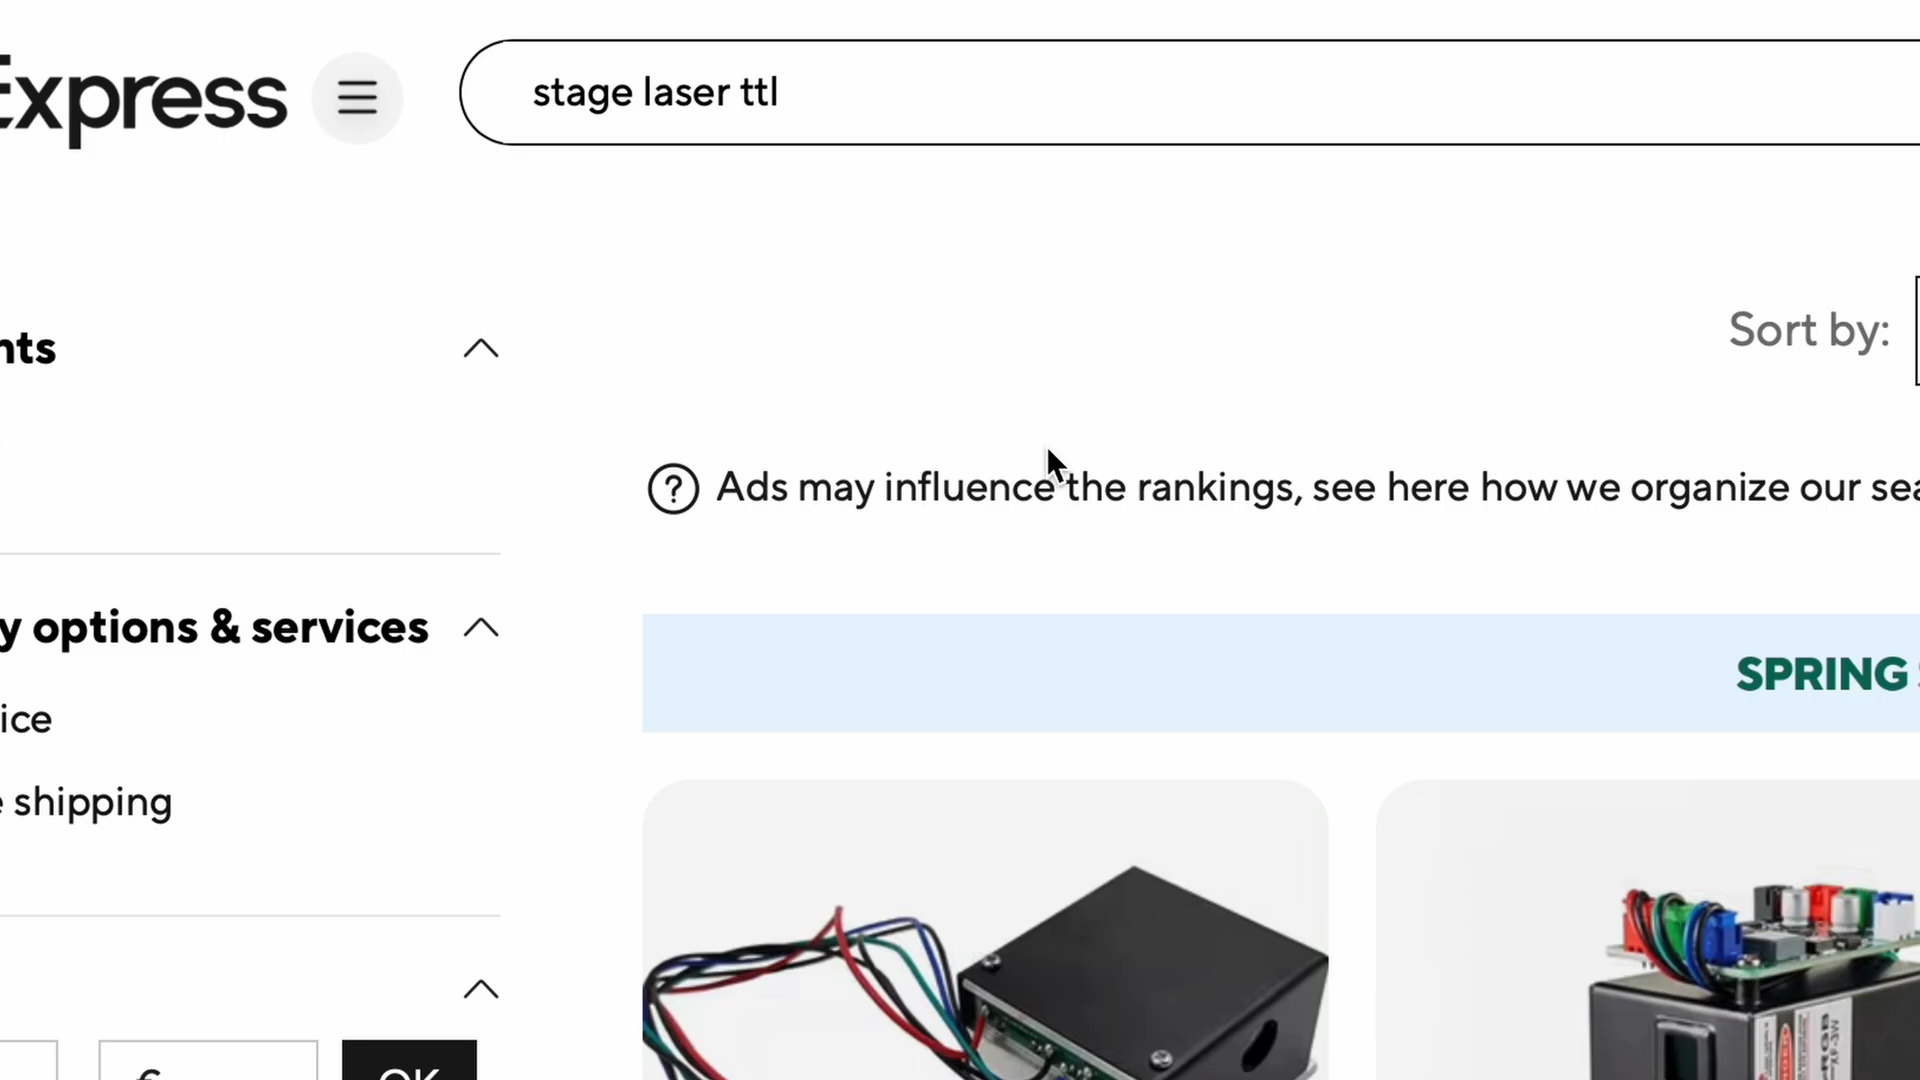 Express
stage laser ttl
nts
Sort by:
Ads may influence the rankings, see here how we organize our sea
y options & services
SPRING
ice
e shipping
€
OK